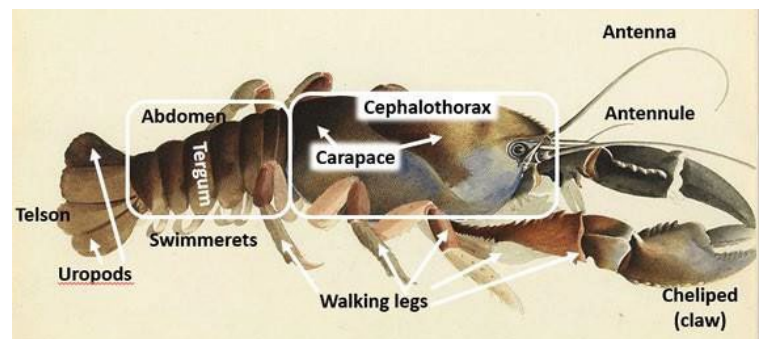 Antenna
Antennule
Cephalothorax
Carapace
Abdomen
Tergum
Telson
Uropods
Swimmerets
Walking legs
Cheliped
(claw)